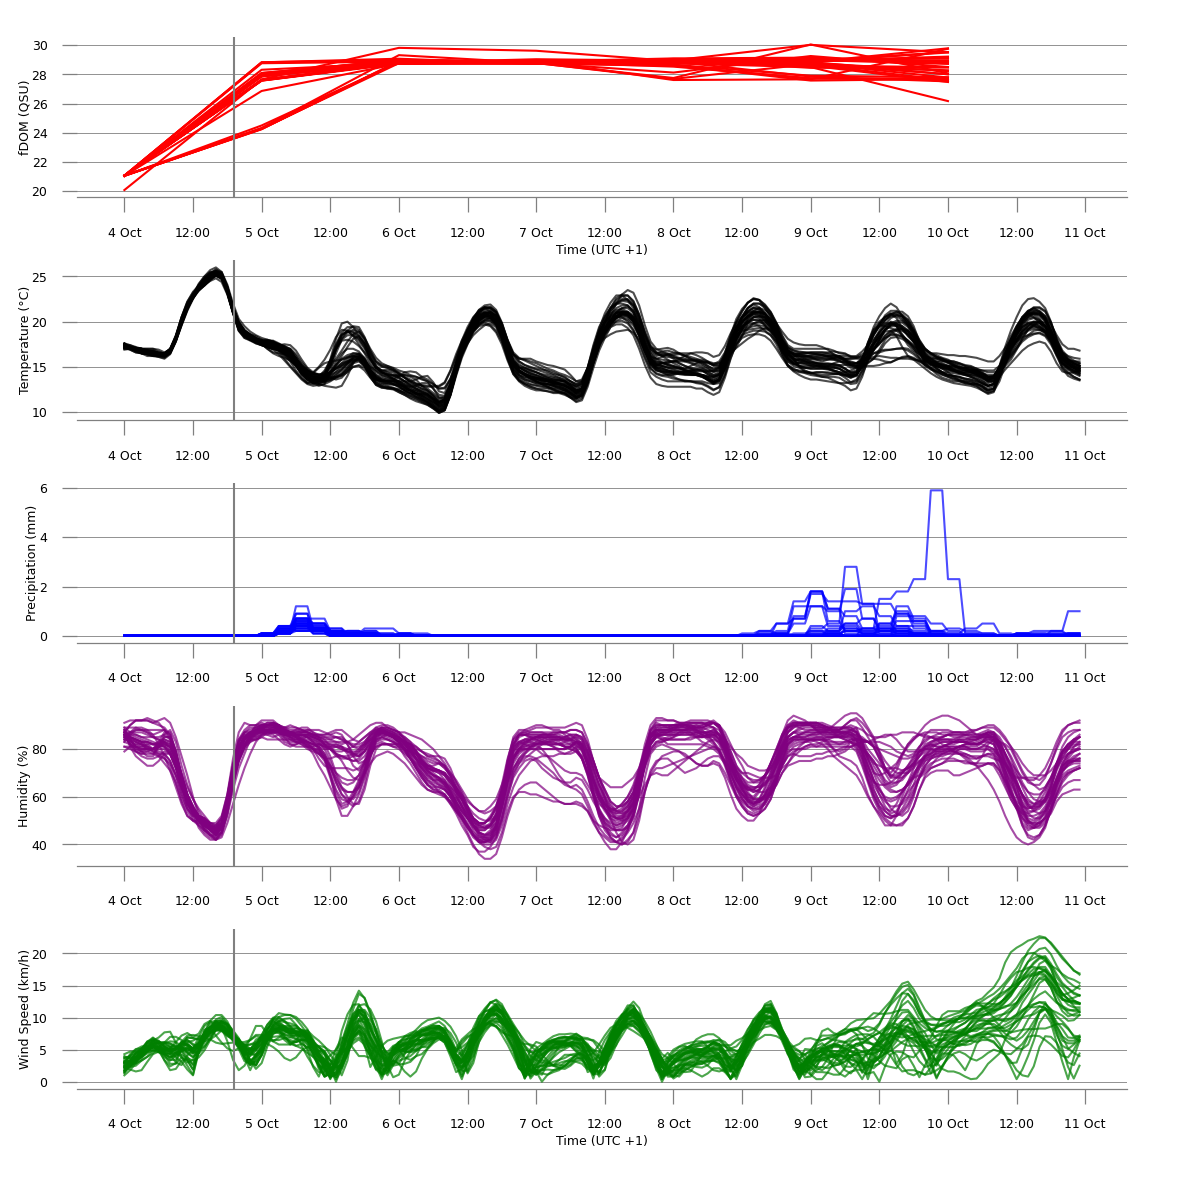 30
28
26
24
22
20
fDOM (QSU)
4 Oct 12:00 5 Oct 12:00 6 Oct 12:00 7 Oct 12:00 8 Oct 12:00 9 Oct 12:00 10 Oct 12:00 11 Oct
Time (UTC +1)
25
20
15
10
Temperature (°C)
4 Oct 12:00 5 Oct 12:00 6 Oct 12:00 7 Oct 12:00 8 Oct 12:00 9 Oct 12:00 10 Oct 12:00 11 Oct
6
4
2
0
Precipitation (mm)
4 Oct 12:00 5 Oct 12:00 6 Oct 12:00 7 Oct 12:00 8 Oct 12:00 9 Oct 12:00 10 Oct 12:00 11 Oct
80
60
40
Humidity (%)
4 Oct 12:00 5 Oct 12:00 6 Oct 12:00 7 Oct 12:00 8 Oct 12:00 9 Oct 12:00 10 Oct 12:00 11 Oct
20
15
10
5
0
Wind Speed (km/h)
4 Oct 12:00 5 Oct 12:00 6 Oct 12:00 7 Oct 12:00 8 Oct 12:00 9 Oct 12:00 10 Oct 12:00 11 Oct
Time (UTC +1)